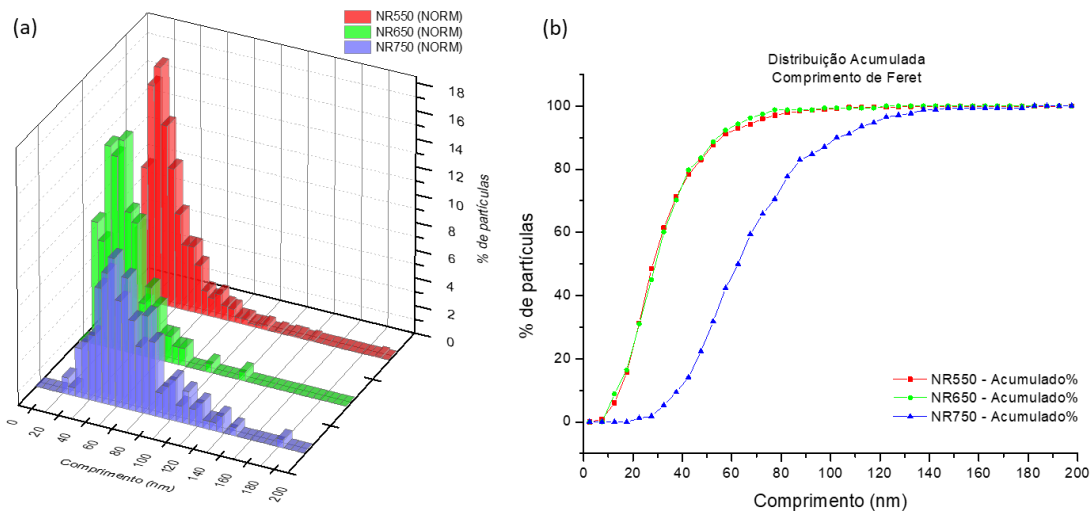 (a)
NR550 (NORM)
NR650 (NORM)
NR750 (NORM)
18
16
14
12
10
8
6
4
2
0
% de partículas
0
20
40
60
80
100
120
140
160
180
200
Comprimento (nm)
(b)
Distribuição Acumulada
Comprimento de Feret
100
80
60
40
20
0
% de partículas
NR550 - Acumulado%
NR650 - Acumulado%
NR750 - Acumulado%
0
20
40
60
80
100
120
140
160
180
200
Comprimento (nm)